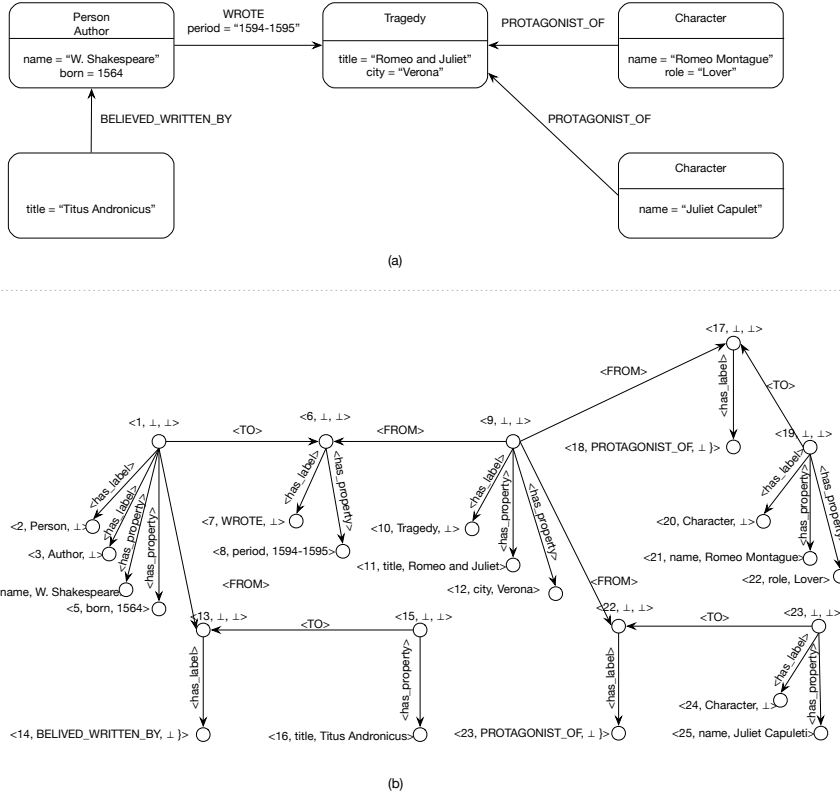 Person
Author
name = “W. Shakespeare”
born = 1564
WROTE
period = “1594-1595”
Tragedy
title = “Romeo and Juliet”
city = “Verona”
PROTAGONIST_OF
Character
name = “Romeo Montague”
role = “Lover”
BELIEVED_WRITTEN_BY
PROTAGONIST_OF
title = “Titus Andronicus”
Character
name = “Juliet Capulet”
(a)
<17, ⊥, ⊥>
<FROM>
<has_label>
<TO>
<1, ⊥, ⊥>
<TO>
<6, ⊥, ⊥>
<FROM>
<9, ⊥, ⊥>
<18, PROTAGONIST_OF, ⊥ }>
<19, ⊥, ⊥>
<has_label>
<has_label>
<has_property>
<has_property>
<has_label>
<has_property>
<has_label>
<has_property>
<has_property>
<has_label>
<has_property>
<has_property>
<2, Person, ⊥>
<3, Author, ⊥>
name, W. Shakespeare
<5, born, 1564>
<7, WROTE, ⊥>
<8, period, 1594-1595>
<10, Tragedy, ⊥>
<11, title, Romeo and Juliet>
<12, city, Verona>
<20, Character, ⊥>
<21, name, Romeo Montague>
<22, role, Lover>
<FROM>
<FROM>
<13, ⊥, ⊥>
<TO>
<15, ⊥, ⊥>
<22, ⊥, ⊥>
<TO>
<23, ⊥, ⊥>
<has_label>
<has_property>
<has_label>
<has_label>
<has_property>
<14, BELIVED_WRITTEN_BY, ⊥ }>
<16, title, Titus Andronicus>
<23, PROTAGONIST_OF, ⊥ }>
<24, Character, ⊥>
<25, name, Juliet Capuleti>
(b)